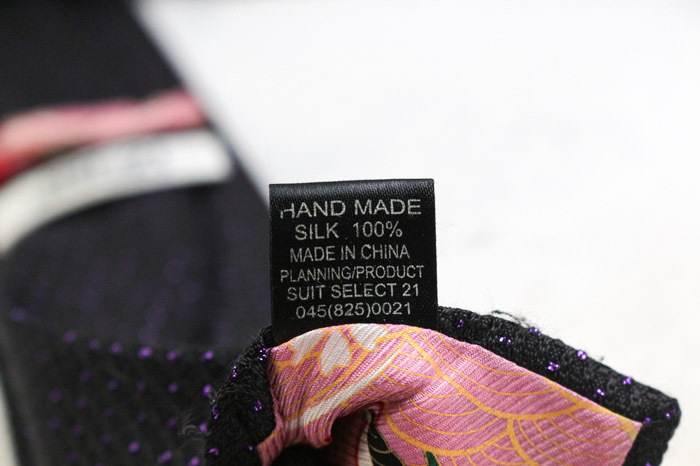 HAND MADE
SILK 100%
MADE IN CHINA
PLANNING/PRODUCT
SUIT SELECT 21
045(825)0021